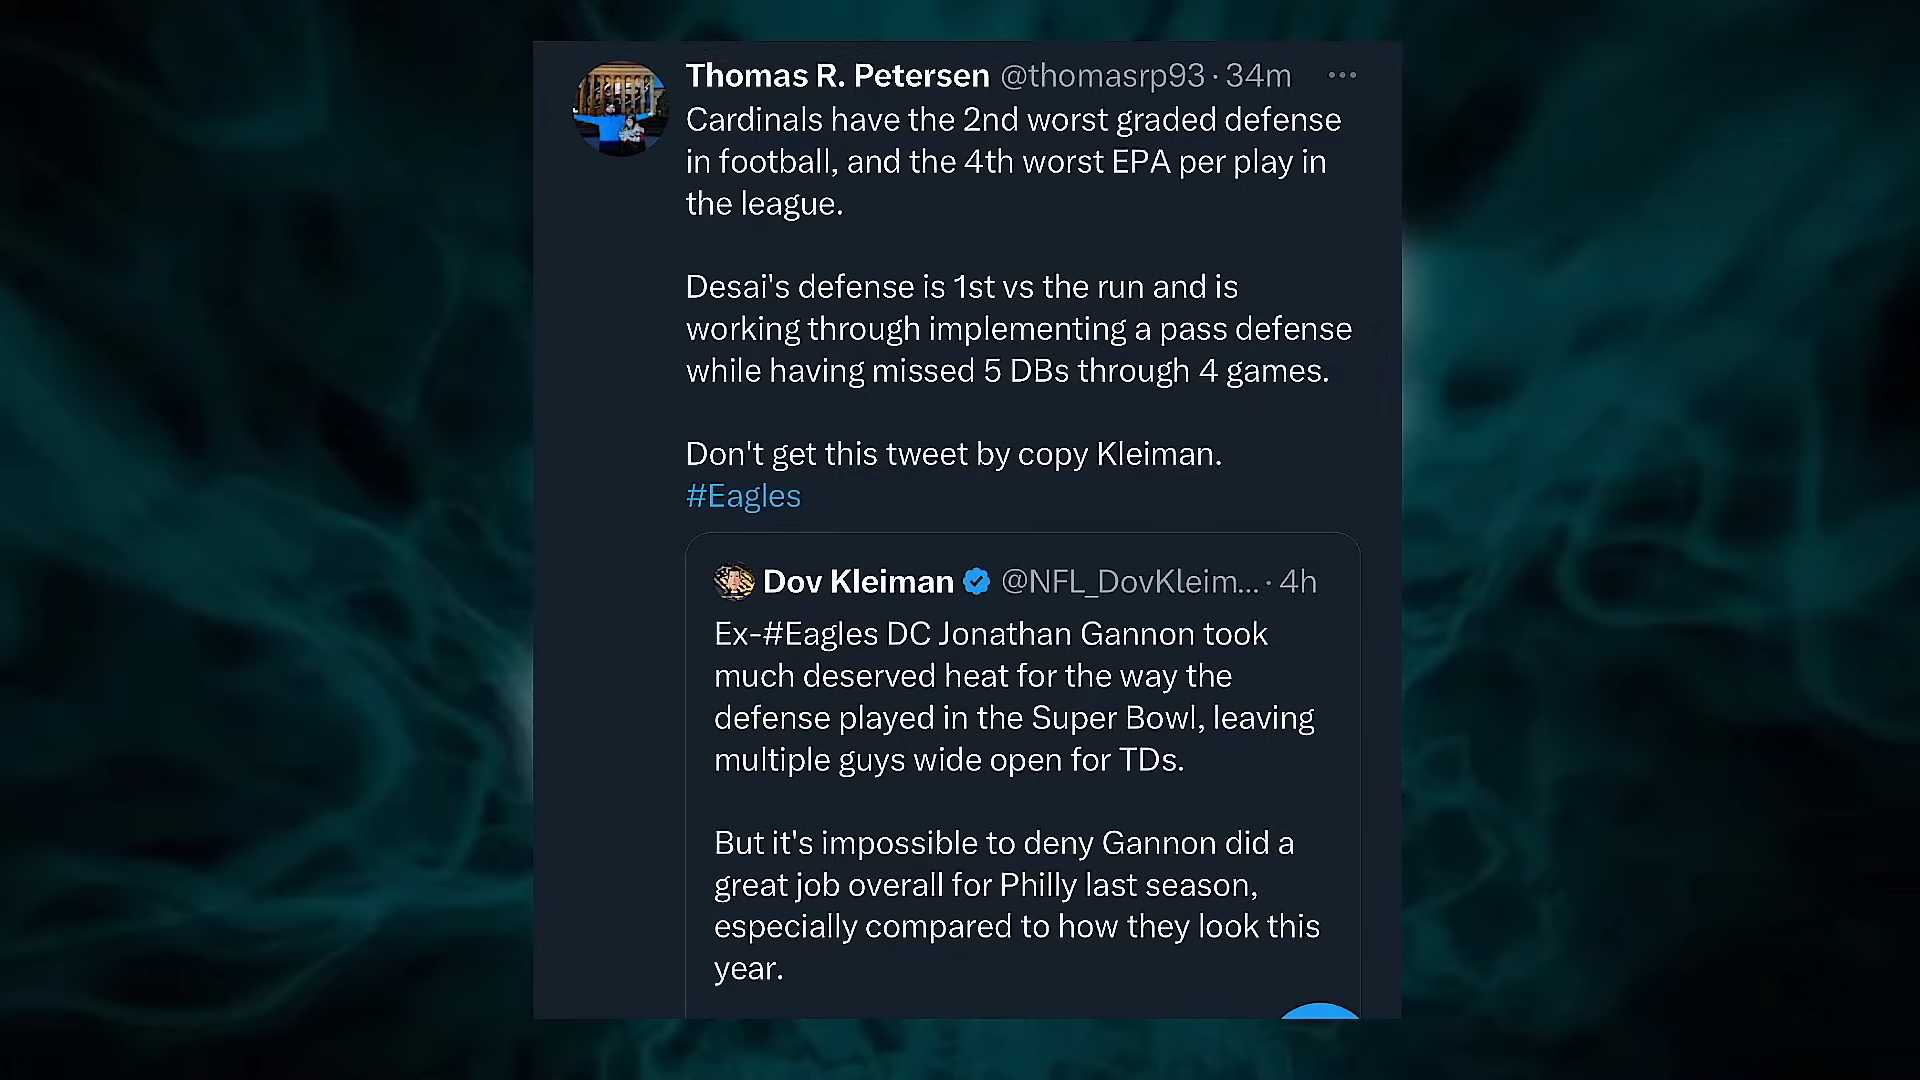 Thomas R. Petersen @thomasrp93 · 34m ···
Cardinals have the 2nd worst graded defense
in football, and the 4th worst EPA per play in
the league.
Desai's defense is 1st vs the run and is
working through implementing a pass defense
while having missed 5 DBs through 4 games.
Don't get this tweet by copy Kleiman.
#Eagles
Dov Kleiman @NFL_DovKleim... · 4h
Ex-#Eagles DC Jonathan Gannon took
much deserved heat for the way the
defense played in the Super Bowl, leaving
multiple guys wide open for TDs.
But it's impossible to deny Gannon did a
great job overall for Philly last season,
especially compared to how they look this
year.